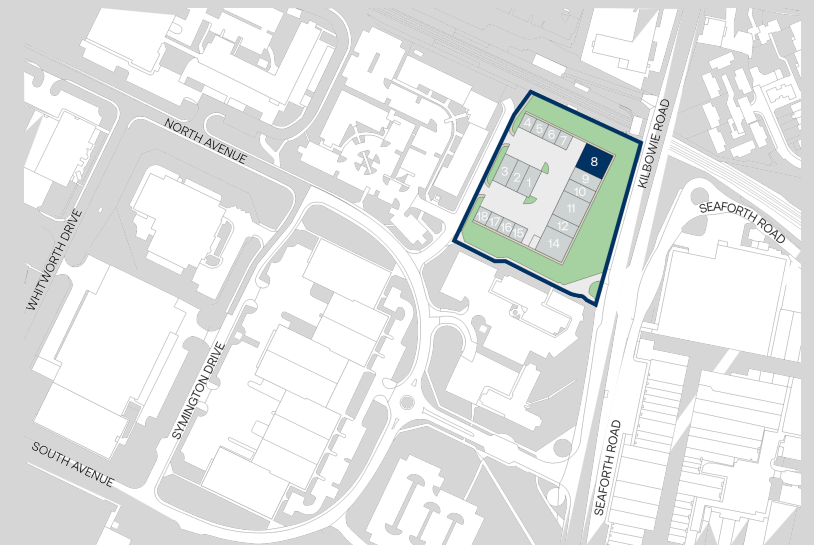 NORTH AVENUE
KILBOWIE ROAD
SEAFORTH ROAD
WHITWORTH DRIVE
SYMINGTON DRIVE
SOUTH AVENUE
SEAFORTH ROAD
4
5
6
7
8
3
2
1
9
10
11
12
14
18
17
16
15